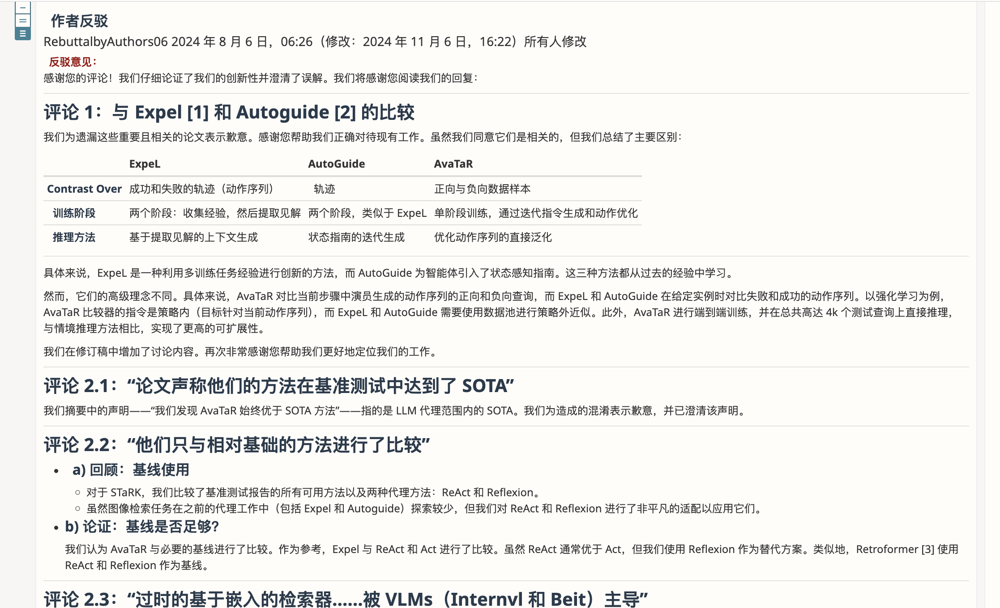 作者反驳
RebuttalbyAuthors06 2024 年 8 月 6 日，06:26（修改：2024 年 11 月 6 日，16:22）所有人修改
反驳意见：
感谢您的评论！我们仔细论证了我们的创新性并澄清了误解。我们将感谢您阅读我们的回复：
评论 1：与 Expel [1] 和 Autoguide [2] 的比较
我们为遗漏这些重要且相关的论文表示歉意。感谢您帮助我们正确对待现有工作。虽然我们同意它们是相关的，但我们总结了主要区别：
ExpeL AutoGuide AvaTaR
Contrast Over 成功和失败的轨迹（动作序列） 轨迹 正向与负向数据样本
训练阶段 两个阶段：收集经验，然后提取见解 两个阶段，类似于 ExpeL 单阶段训练，通过迭代指令生成和动作优化
推理方法 基于提取见解的上下文生成 状态指南的迭代生成 优化动作序列的直接泛化
具体来说，ExpeL 是一种利用多训练任务经验进行创新的方法，而 AutoGuide 为智能体引入了状态感知指南。这三种方法都从过去的经验中学习。
然而，它们的高级理念不同。具体来说，AvaTaR 对比当前步骤中演员生成的动作序列的正向和负向查询，而 ExpeL 和 AutoGuide 在给定实例时对比失败和成功的动作序列。以强化学习为例，
AvaTaR 比较器的指令是策略内（目标针对当前动作序列），而 ExpeL 和 AutoGuide 需要使用数据池进行策略外近似。此外，AvaTaR 进行端到端训练，并在总共高达 4k 个测试查询上直接推理，
与情境推理方法相比，实现了更高的可扩展性。
我们在修订稿中增加了讨论内容。再次非常感谢您帮助我们更好地定位我们的工作。
评论 2.1：“论文声称他们的方法在基准测试中达到了 SOTA”
我们摘要中的声明——“我们发现 AvaTaR 始终优于 SOTA 方法”——指的是 LLM 代理范围内的 SOTA。我们为造成的混淆表示歉意，并已澄清该声明。
评论 2.2：“他们只与相对基础的方法进行了比较”
• a) 回顾：基线使用
◦ 对于 STaRK，我们比较了基准测试报告的所有可用方法以及两种代理方法：ReAct 和 Reflexion。
◦ 虽然图像检索任务在之前的代理工作中（包括 Expel 和 Autoguide）探索较少，但我们对 ReAct 和 Reflexion 进行了非平凡的适配以应用它们。
• b) 论证：基线是否足够？
我们认为 AvaTaR 与必要的基线进行了比较。作为参考，Expel 与 ReAct 和 Act 进行了比较。虽然 ReAct 通常优于 Act，但我们使用 Reflexion 作为替代方案。类似地，Retroformer [3] 使用
ReAct 和 Reflexion 作为基线。
评论 2.3：“过时的基于嵌入的检索器……被 VLMs（Internvl 和 Beit）主导”